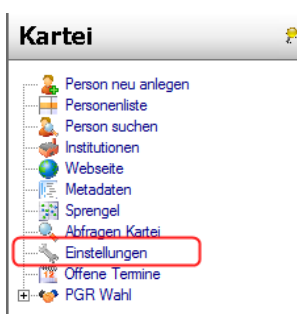 Kartei
Person neu anlegen
Personenliste
Person suchen
Institutionen
Webseite
Metadaten
Sprengel
Abfragen Kartei
Einstellungen
Offene Termine
PGR Wahl